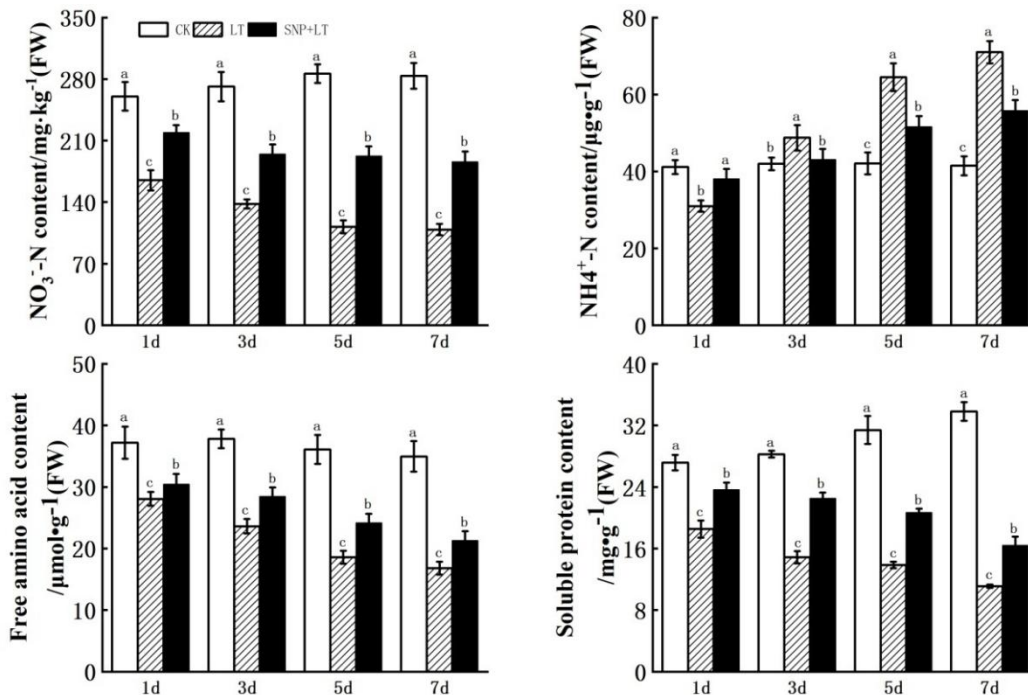 NO₃⁻-N content/mg·kg⁻¹(FW)
350
280
210
140
70
0
CK LT SNP+LT
a c b
a c b
a c b
a c b
1d 3d 5d 7d
NH4⁺-N content/μg•g⁻¹(FW)
80
60
40
20
0
a b a
b a b
c a b
c a b
1d 3d 5d 7d
Free amino acid content
/μmol•g⁻¹(FW)
50
40
30
20
10
0
a c b
a c b
a c b
a c b
1d 3d 5d 7d
Soluble protein content
/mg•g⁻¹(FW)
40
32
24
16
8
0
a c b
a c b
a c b
a c b
1d 3d 5d 7d